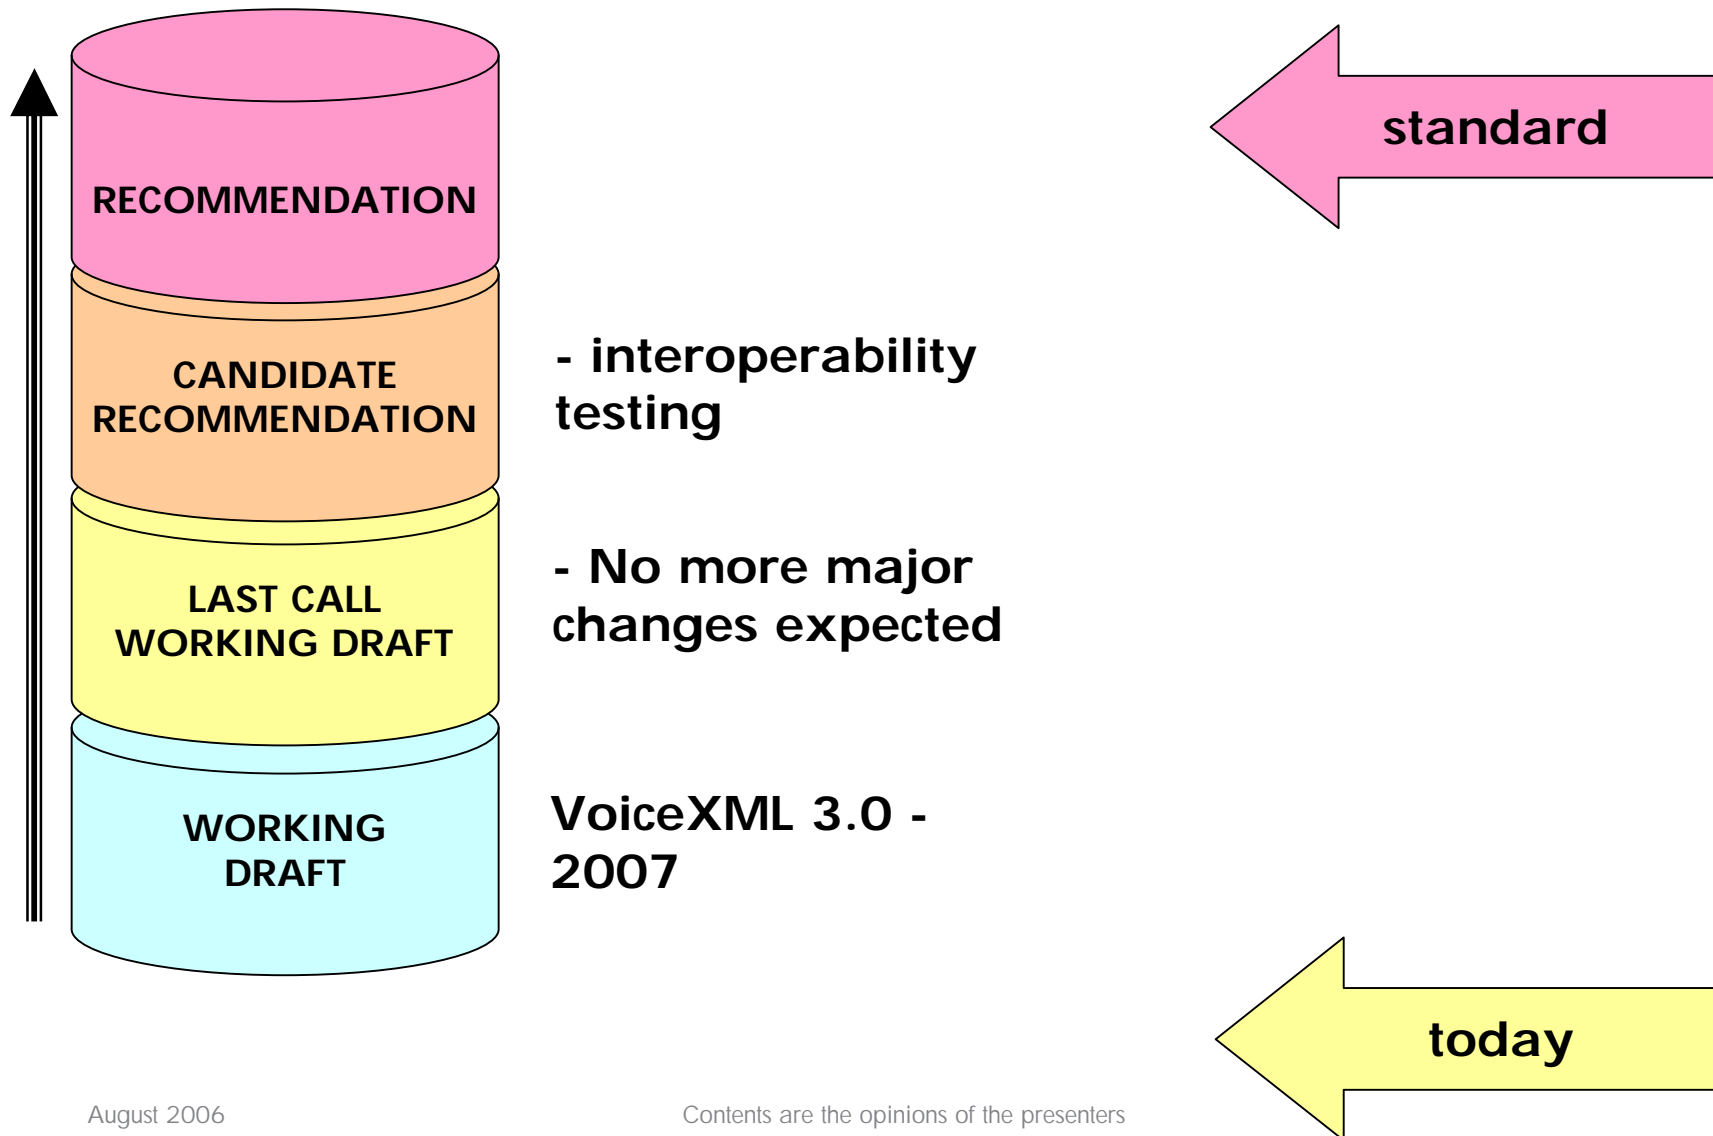 standard
RECOMMENDATION
CANDIDATE
RECOMMENDATION
- interoperability
testing
LAST CALL
WORKING DRAFT
- No more major
changes expected
WORKING
DRAFT
VoiceXML 3.0 -
2007
today
August 2006
Contents are the opinions of the presenters